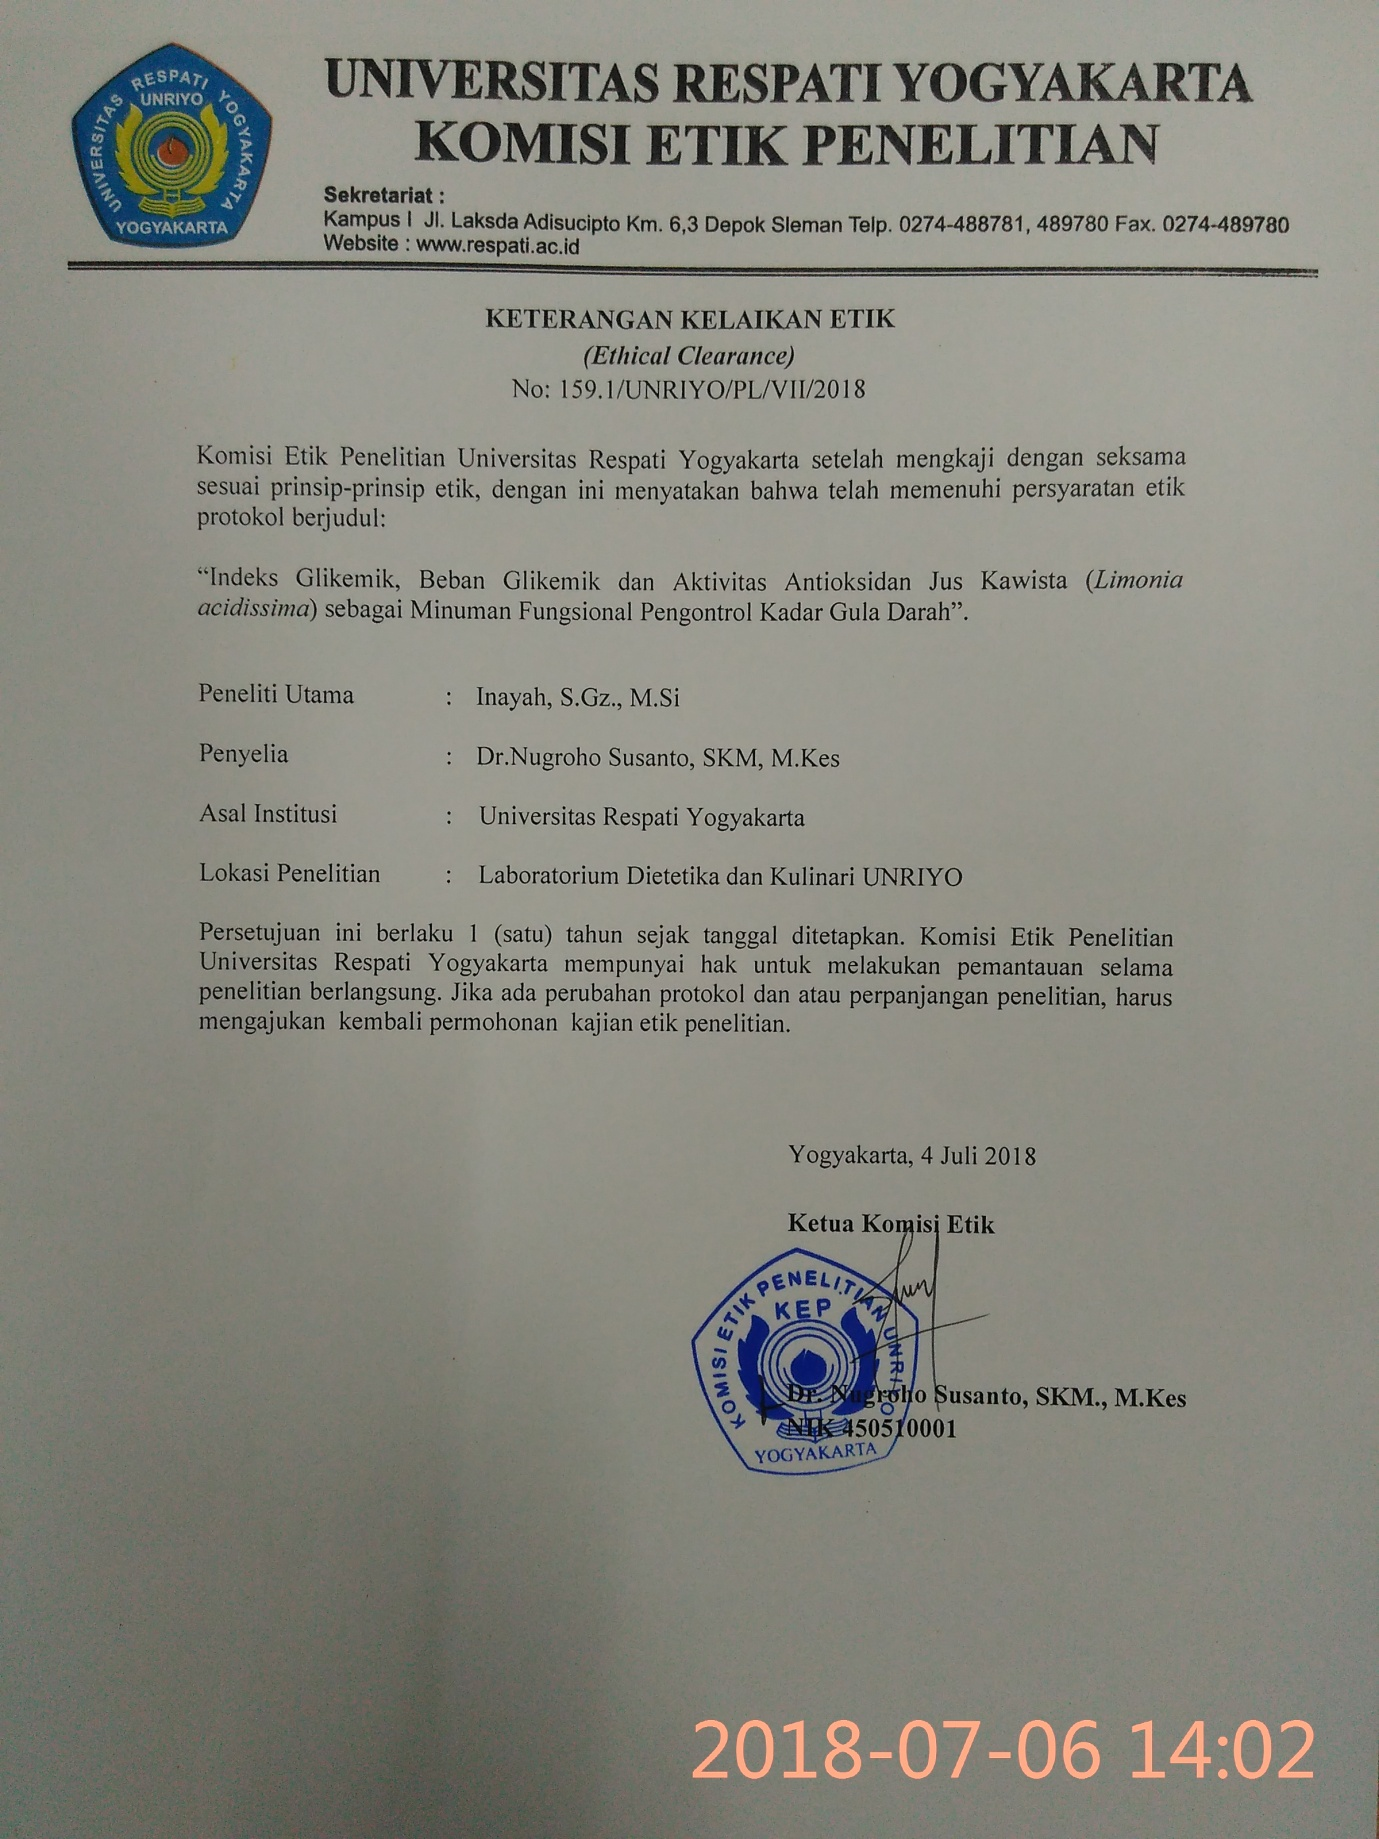 UNIVERSITAS RESPATI YOGYAKARTA
UNRIYO
YOGYAKARTA
UNIVERSITAS RESPATI YOGYAKARTA
KOMISI ETIK PENELITIAN
Sekretariat :
Kampus I Jl. Laksda Adisucipto Km. 6,3 Depok Sleman Telp. 0274-488781, 489780 Fax. 0274-489780
Website : www.respati.ac.id
KETERANGAN KELAIKAN ETIK
(Ethical Clearance)
No: 159.1/UNRIYO/PL/VII/2018
Komisi Etik Penelitian Universitas Respati Yogyakarta setelah mengkaji dengan seksama
sesuai prinsip-prinsip etik, dengan ini menyatakan bahwa telah memenuhi persyaratan etik
protokol berjudul:
“Indeks Glikemik, Beban Glikemik dan Aktivitas Antioksidan Jus Kawista (Limonia
acidissima) sebagai Minuman Fungsional Pengontrol Kadar Gula Darah”.
Peneliti Utama : Inayah, S.Gz., M.Si
Penyelia : Dr.Nugroho Susanto, SKM, M.Kes
Asal Institusi : Universitas Respati Yogyakarta
Lokasi Penelitian : Laboratorium Dietetika dan Kulinari UNRIYO
Persetujuan ini berlaku 1 (satu) tahun sejak tanggal ditetapkan. Komisi Etik Penelitian
Universitas Respati Yogyakarta mempunyai hak untuk melakukan pemantauan selama
penelitian berlangsung. Jika ada perubahan protokol dan atau perpanjangan penelitian, harus
mengajukan kembali permohonan kajian etik penelitian.
Yogyakarta, 4 Juli 2018
Ketua Komisi Etik
KOMISI ETIK PENELITIAN UNRIYO
KEP
YOGYAKARTA
Dr. Nugroho Susanto, SKM., M.Kes
NIK 450510001
2018-07-06 14:02